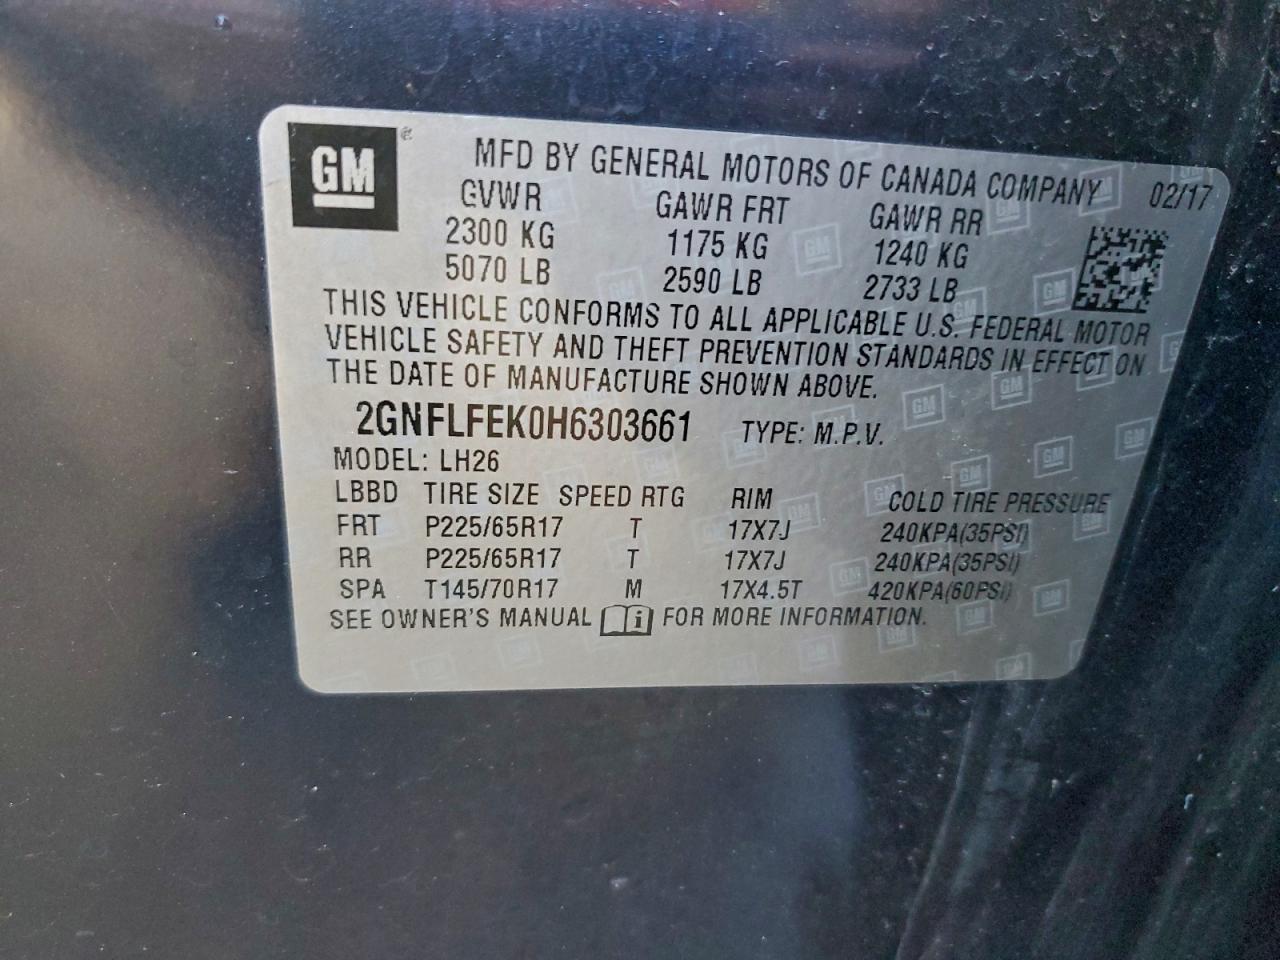 GM ®
MFD BY GENERAL MOTORS OF CANADA COMPANY 02/17
GVWR GAWR FRT GAWR RR
2300 KG 1175 KG 1240 KG
5070 LB 2590 LB 2733 LB
THIS VEHICLE CONFORMS TO ALL APPLICABLE U.S. FEDERAL MOTOR
VEHICLE SAFETY AND THEFT PREVENTION STANDARDS IN EFFECT ON
THE DATE OF MANUFACTURE SHOWN ABOVE.
2GNFLFEK0H6303661 TYPE: M.P.V.
MODEL: LH26
LBBD TIRE SIZE SPEED RTG RIM COLD TIRE PRESSURE
FRT P225/65R17 T 17X7J 240KPA(35PSI)
RR P225/65R17 T 17X7J 240KPA(35PSI)
SPA T145/70R17 M 17X4.5T 420KPA(60PSI)
SEE OWNER'S MANUAL i FOR MORE INFORMATION.